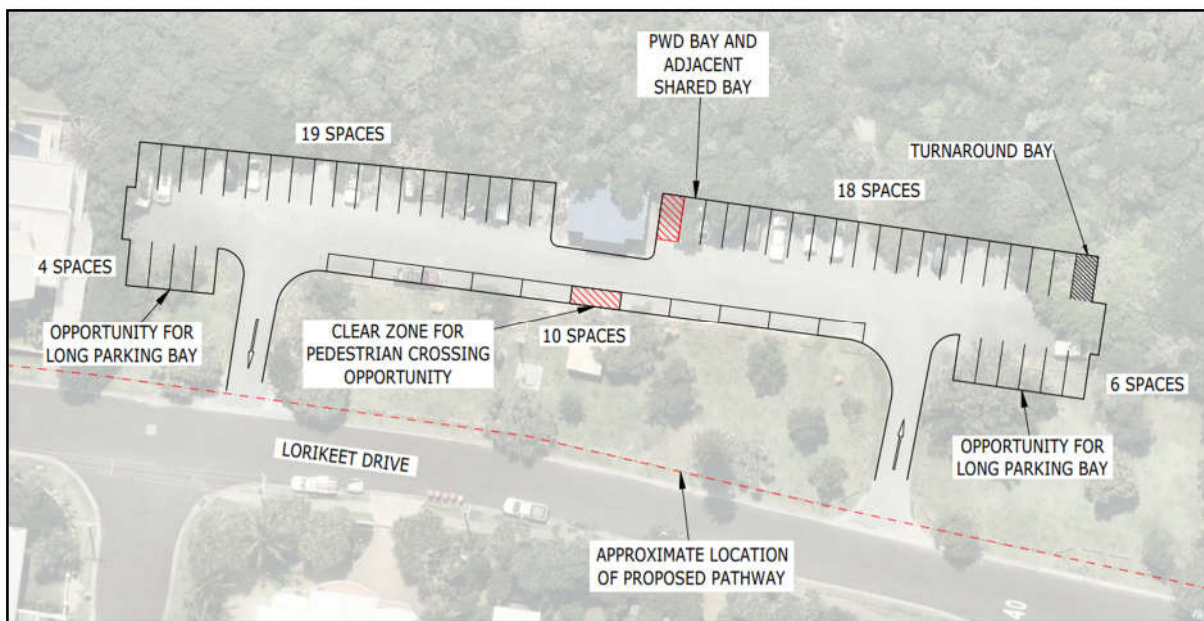 PWD BAY AND
ADJACENT
SHARED BAY
19 SPACES
TURNAROUND BAY
18 SPACES
4 SPACES
OPPORTUNITY FOR
LONG PARKING BAY
CLEAR ZONE FOR
PEDESTRIAN CROSSING
OPPORTUNITY
10 SPACES
6 SPACES
OPPORTUNITY FOR
LONG PARKING BAY
LORIKEET DRIVE
APPROXIMATE LOCATION
OF PROPOSED PATHWAY
40